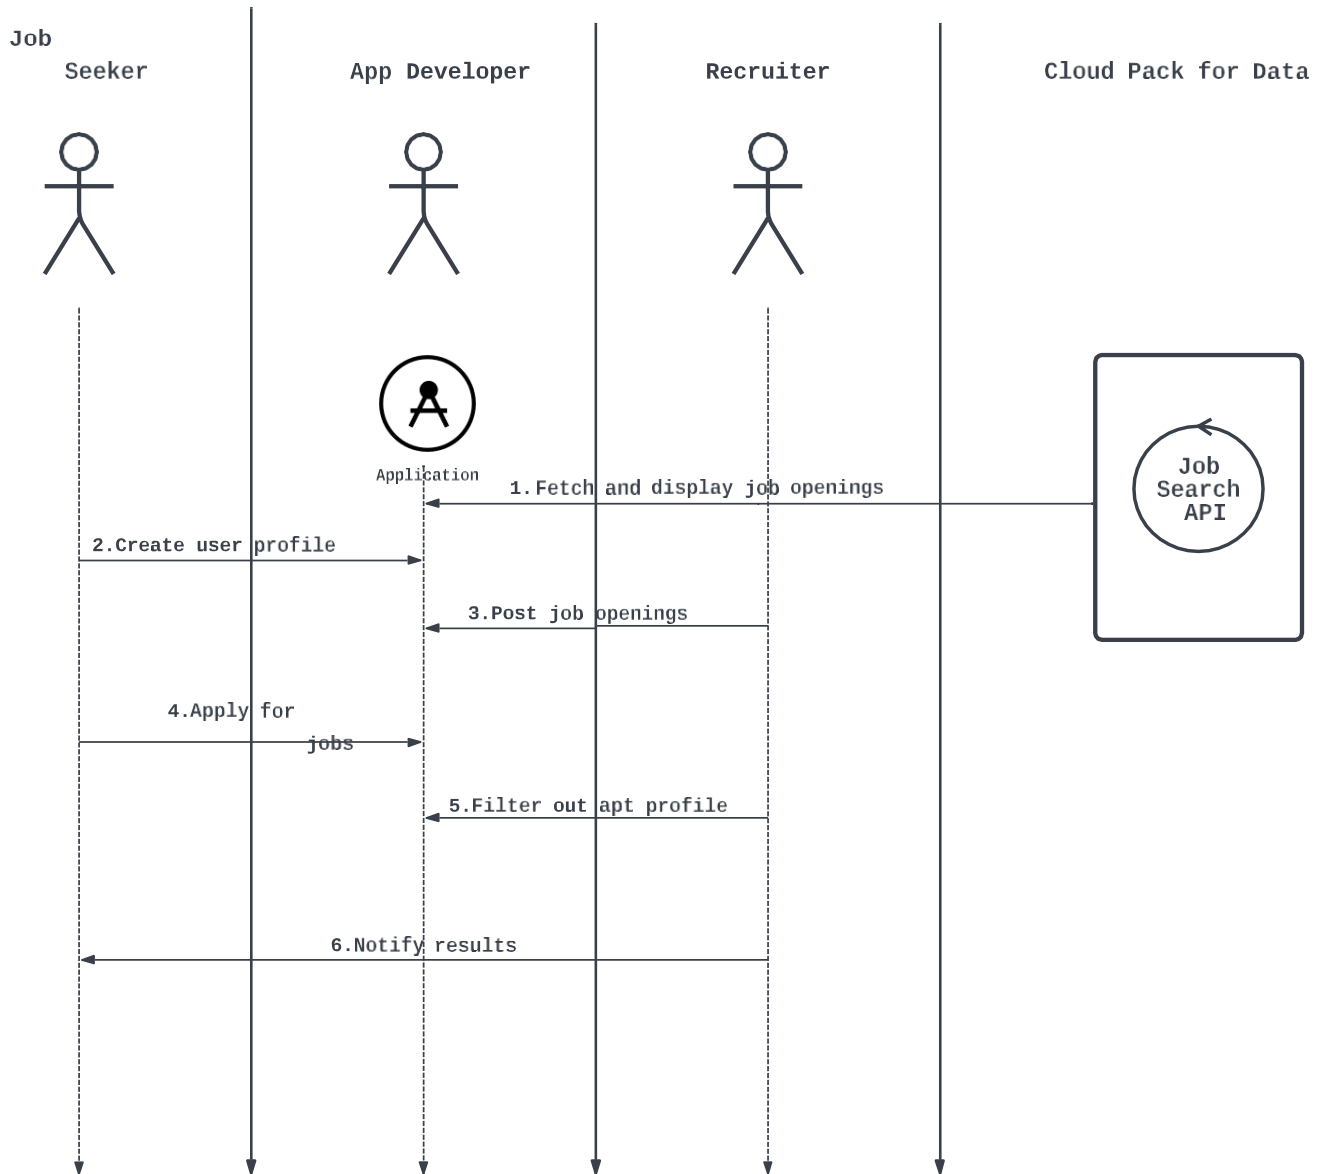 Job
Seeker
App Developer
Recruiter
Cloud Pack for Data
Application
1.Fetch and display job openings
Job
Search
API
2.Create user profile
3.Post job openings
4.Apply for
jobs
5.Filter out apt profile
6.Notify results